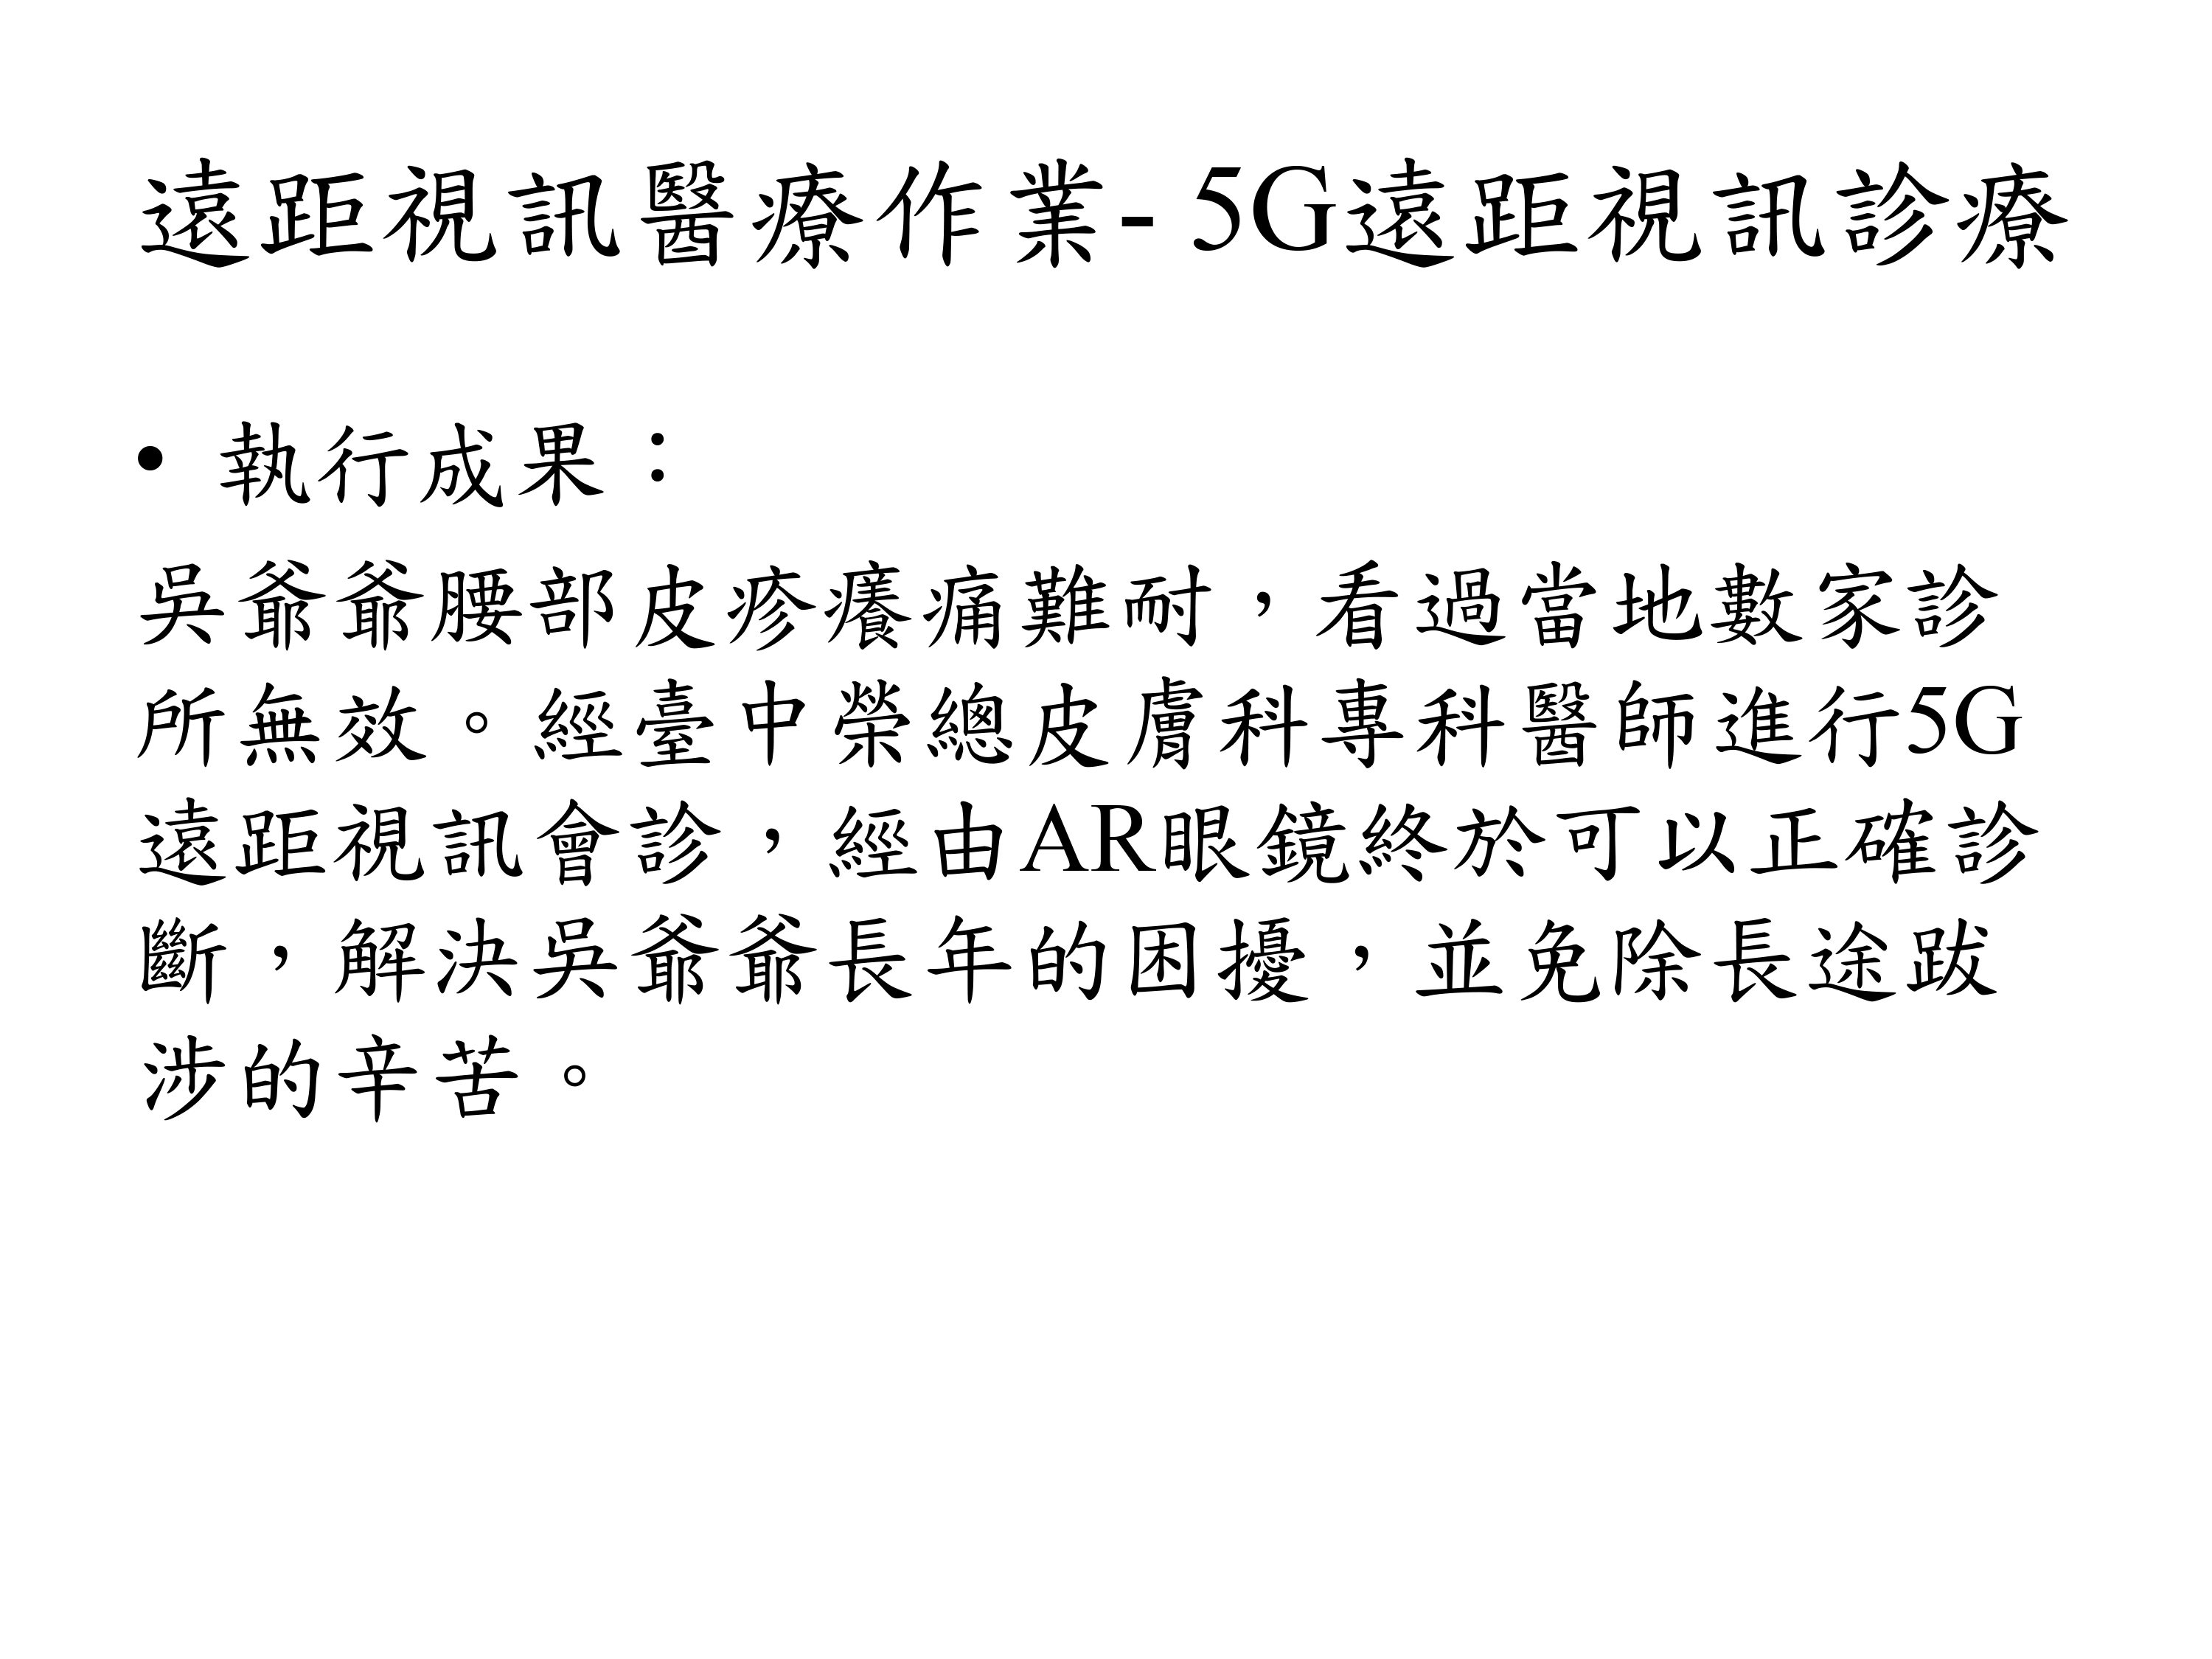 遠距視訊醫療作業-5G遠距視訊診療
• 執行成果：
吳爺爺腿部皮疹癢痛難耐，看過當地數家診
所無效。經臺中榮總皮膚科專科醫師進行5G
遠距視訊會診，經由AR眼鏡終於可以正確診
斷，解決吳爺爺長年的困擾，並免除長途跋
涉的辛苦。